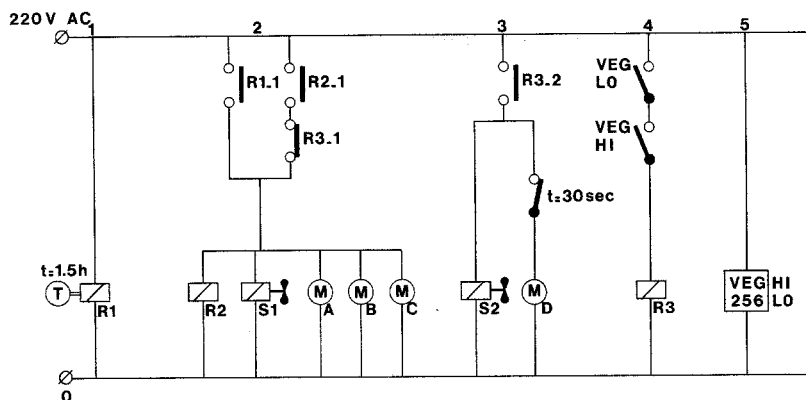 220V AC
1
2
3
4
5
R1.1
R2.1
R3.1
R3.2
VEG
LO
VEG
HI
t=30sec
t=1.5h
T
R1
R2
S1
M
A
M
B
M
C
S2
M
D
R3
VEG
256
HI
LO
0